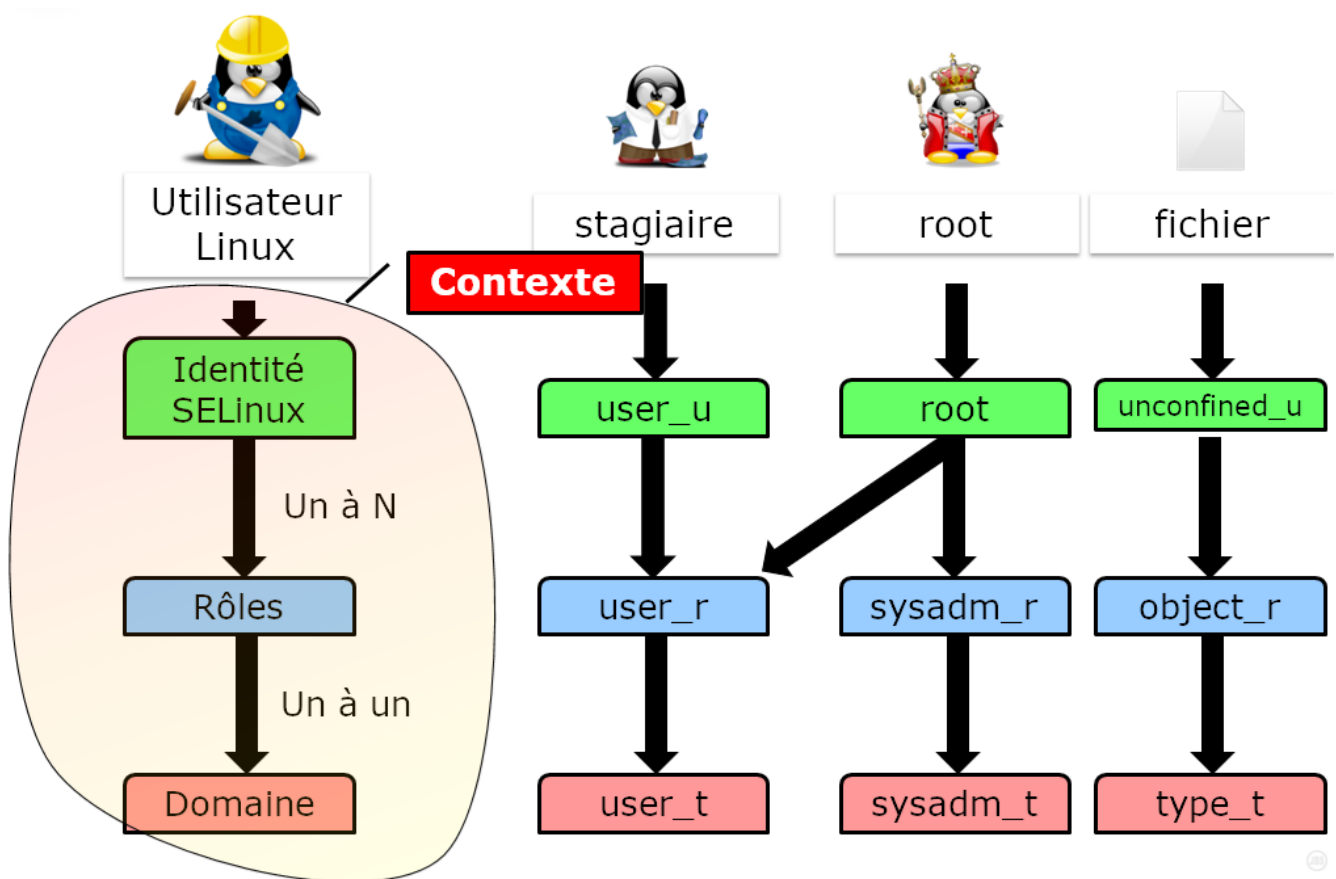 Utilisateur
Linux
stagiaire
root
fichier
Contexte
Identité
SELinux
user_u
root
unconfined_u
Un à N
Rôles
user_r
sysadm_r
object_r
Un à un
Domaine
user_t
sysadm_t
type_t